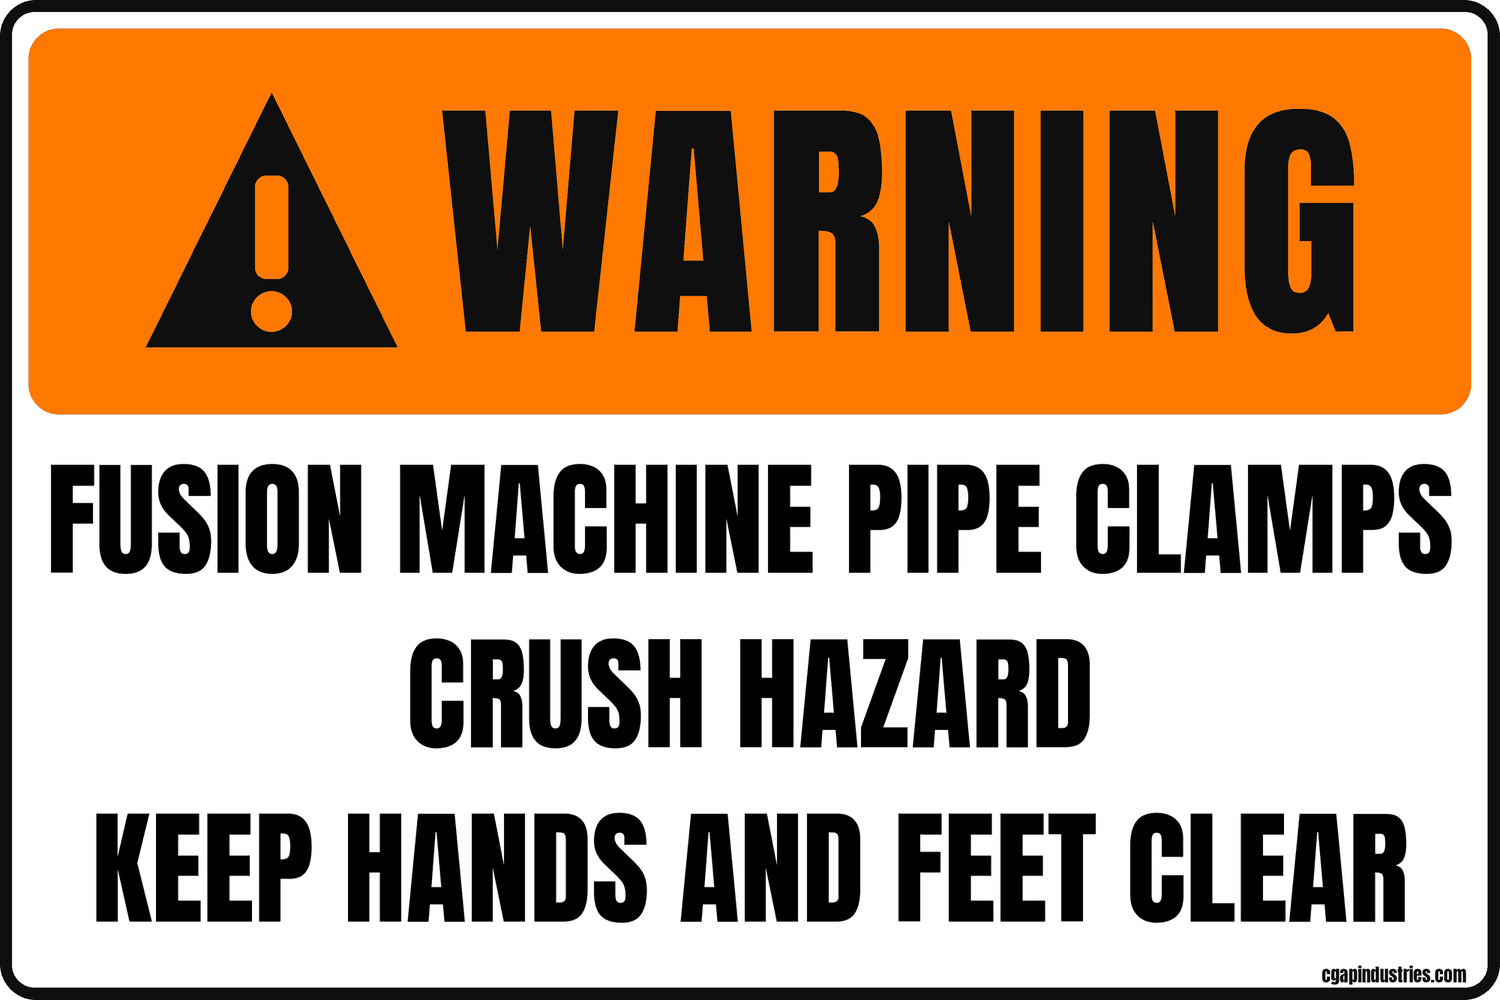 WARNING
FUSION MACHINE PIPE CLAMPS
CRUSH HAZARD
KEEP HANDS AND FEET CLEAR
cgapindustries.com